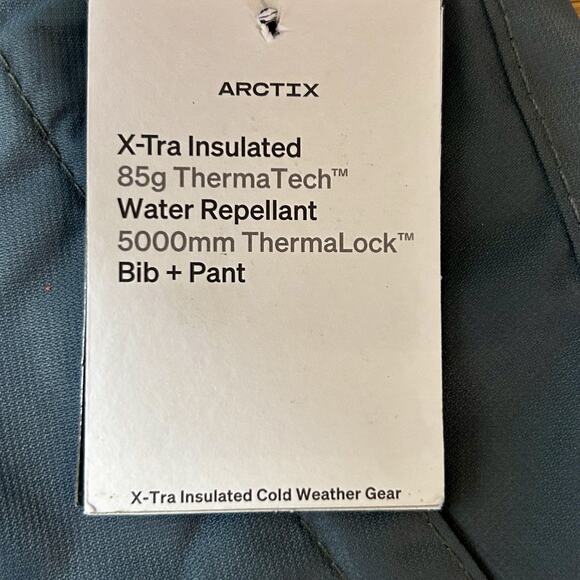 ARCTIX
X-Tra Insulated
85g ThermaTech™
Water Repellant
5000mm ThermaLock™
Bib + Pant
X-Tra Insulated Cold Weather Gear